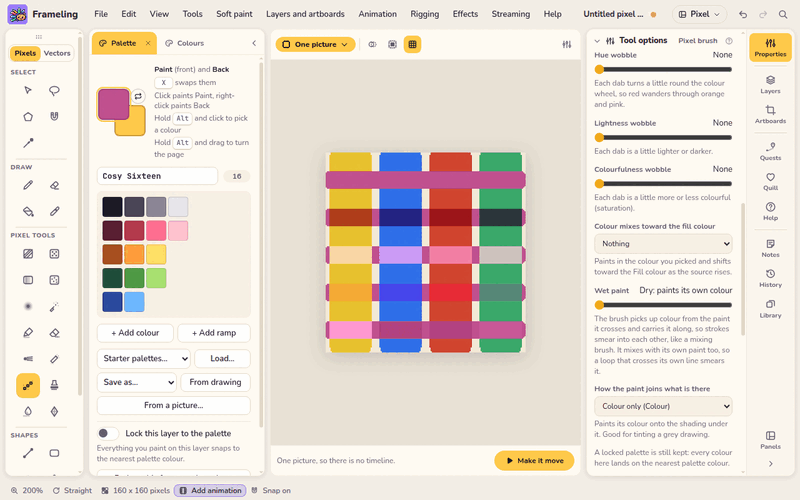 Frameling
File
Edit
View
Tools
Soft paint
Layers and artboards
Animation
Rigging
Effects
Streaming
Help
Untitled pixel ...
Pixel
Pixels
Vectors
SELECT
DRAW
PIXEL TOOLS
SHAPES
Palette
Colours
Paint (front) and Back
X swaps them
Click paints Paint, right-
click paints Back
Hold Alt and click to pick
a colour
Hold Alt and drag to turn
the page
Cosy Sixteen
16
+ Add colour
+ Add ramp
Starter palettes...
Load...
Save as...
From drawing
From a picture...
Lock this layer to the palette
Everything you paint on this layer snaps to
the nearest palette colour.
One picture
One picture, so there is no timeline.
Make it move
Tool options
Pixel brush
Hue wobble
None
Each dab turns a little round the colour
wheel, so red wanders through orange
and pink.
Lightness wobble
None
Each dab is a little lighter or darker.
Colourfulness wobble
None
Each dab is a little more or less colourful
(saturation).
Colour mixes toward the fill colour
Nothing
Paints in the colour you picked and shifts
toward the Fill colour as the source rises.
Wet paint
Dry: paints its own colour
The brush picks up colour from the paint
it crosses and carries it along, so strokes
smear into each other, like a mixing
brush. It mixes with its own paint too, so
a loop that crosses its own line smears
it.
How the paint joins what is there
Colour only (Colour)
Paints its colour onto the shading under
it. Good for tinting a grey drawing.
A locked palette is still kept: every colour
here lands on the nearest palette colour.
Properties
Layers
Artboards
Quests
Quill
Help
Notes
History
Library
Panels
200%
Straight
160 x 160 pixels
Add animation
Snap on